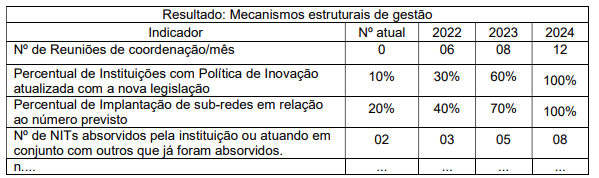 Resultado: Mecanismos estruturais de gestão
Indicador Nº atual 2022 2023 2024
Nº de Reuniões de coordenação/mês 0 06 08 12
Percentual de Instituições com Política de Inovação
atualizada com a nova legislação 10% 30% 60% 100%
Percentual de Implantação de sub-redes em relação
ao número previsto 20% 40% 70% 100%
Nº de NITs absorvidos pela instituição ou atuando em
conjunto com outros que já foram absorvidos. 02 03 05 08
n.... ... ... ... ...